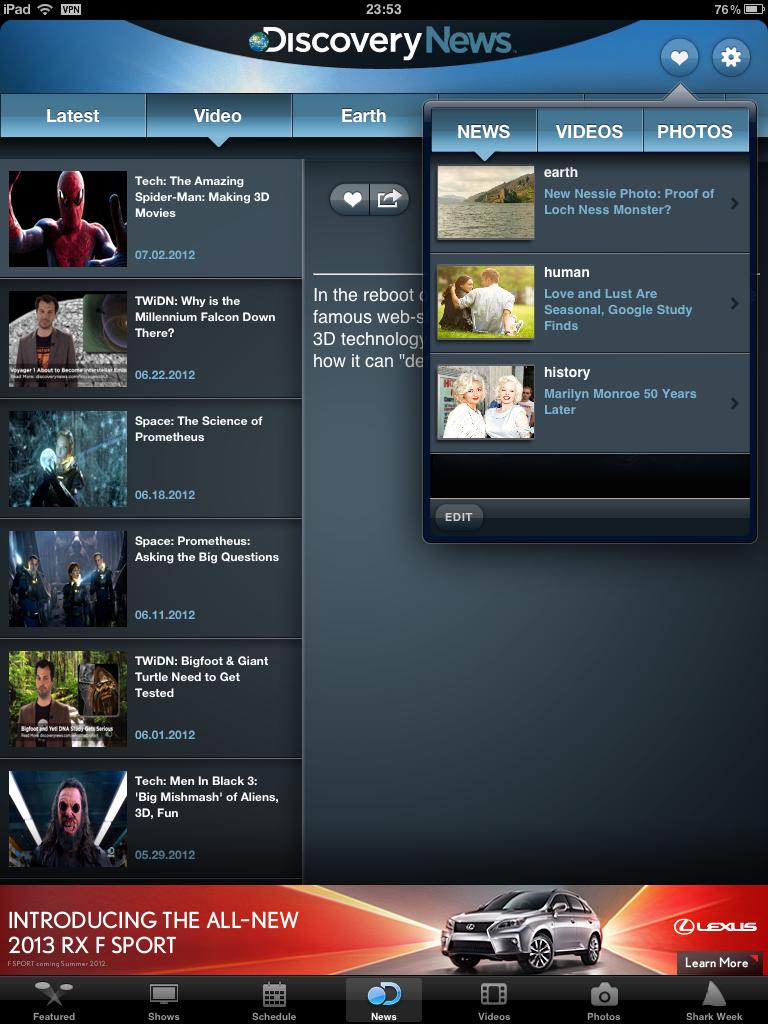 iPad VPN 23:53 76%
Discovery News
Latest Video Earth
NEWS VIDEOS PHOTOS
earth
New Nessie Photo: Proof of
Loch Ness Monster?
human
Love and Lust Are
Seasonal, Google Study
Finds
history
Marilyn Monroe 50 Years
Later
EDIT
Tech: The Amazing
Spider-Man: Making 3D
Movies
07.02.2012
TWiDN: Why is the
Millennium Falcon Down
There?
06.22.2012
Voyager 1 About to Become Interstellar
Space: The Science of
Prometheus
06.18.2012
Space: Prometheus:
Asking the Big Questions
06.11.2012
TWiDN: Bigfoot & Giant
Turtle Need to Get
Tested
06.01.2012
Bigfoot and Yeti DNA Study Gets Serious
Tech: Men In Black 3:
'Big Mishmash' of Aliens,
3D, Fun
05.29.2012
In the reboot
famous web-s
3D technology
how it can "de
INTRODUCING THE ALL-NEW
2013 RX F SPORT
F SPORT coming Summer 2012.
LEXUS
Learn More
Featured Shows Schedule News Videos Photos Shark Week